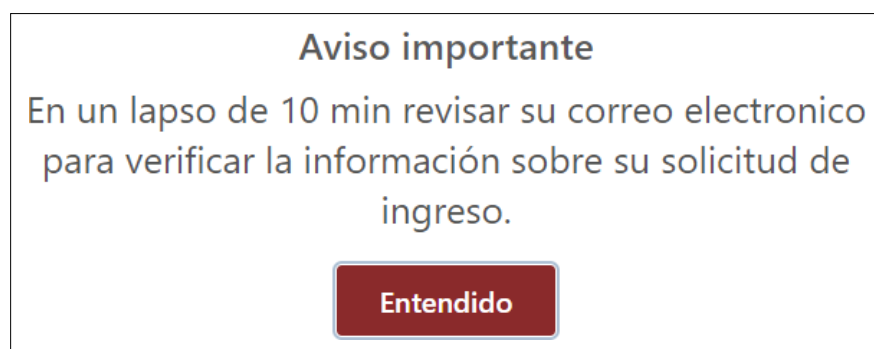 Aviso importante
En un lapso de 10 min revisar su correo electronico
para verificar la información sobre su solicitud de
ingreso.
Entendido